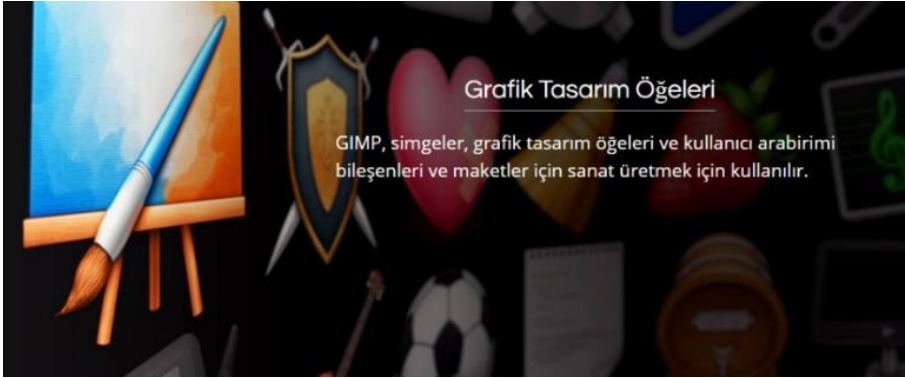 Grafik Tasarım Öğeleri
GIMP, simgeler, grafik tasarım öğeleri ve kullanıcı arabirimi
bileşenleri ve maketler için sanat üretmek için kullanılır.